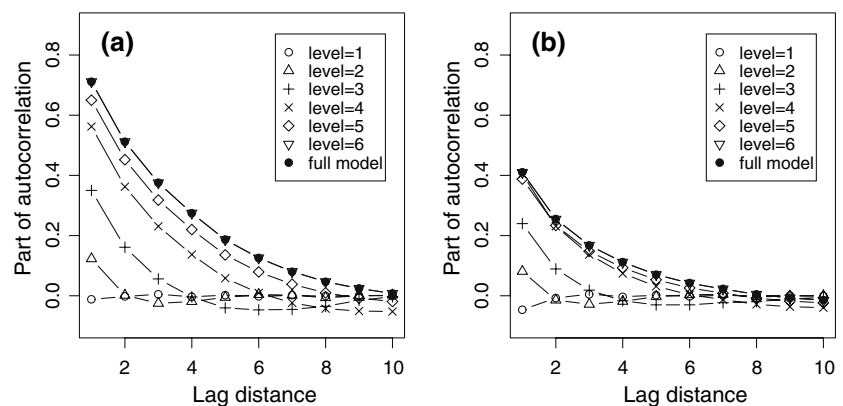 (a)
level=1
level=2
level=3
level=4
level=5
level=6
full model
Part of autocorrelation
0.0 0.2 0.4 0.6 0.8
2 4 6 8 10
Lag distance
(b)
level=1
level=2
level=3
level=4
level=5
level=6
full model
Part of autocorrelation
0.0 0.2 0.4 0.6 0.8
2 4 6 8 10
Lag distance